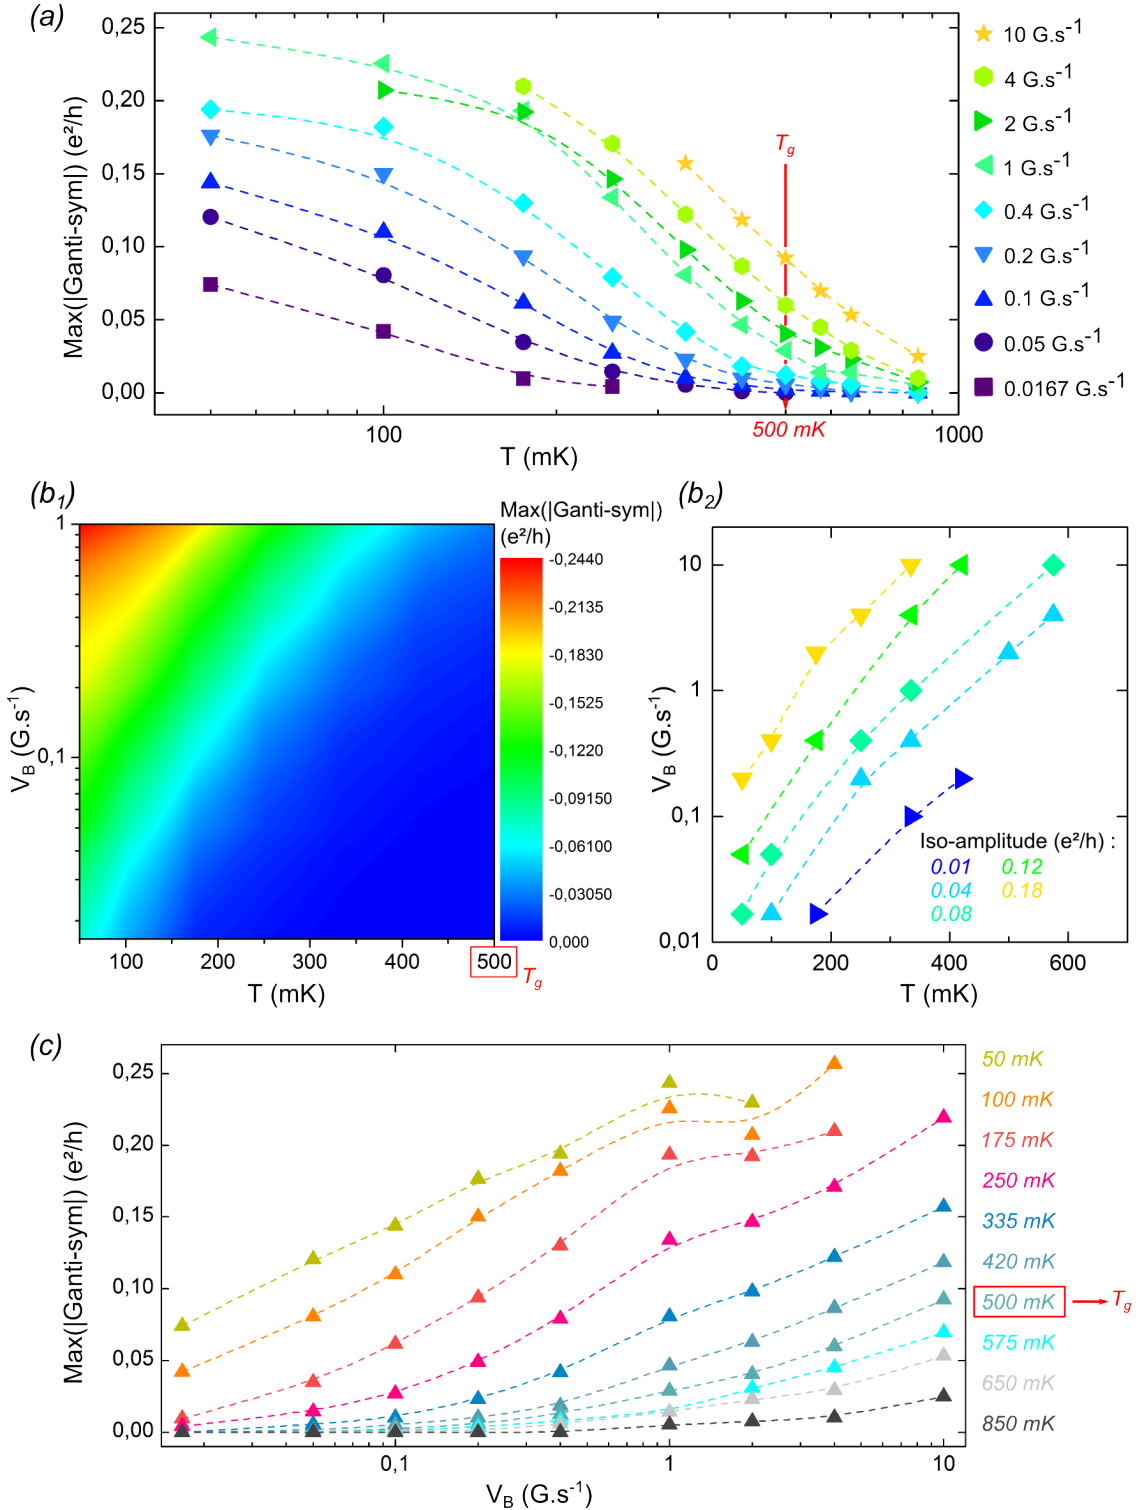 (a)
0,25
0,20
0,15
0,10
0,05
0,00
Max(|Ganti-sym|) (e²/h)
100
1000
T (mK)
T_g
500 mK
10 G.s⁻¹
4 G.s⁻¹
2 G.s⁻¹
1 G.s⁻¹
0.4 G.s⁻¹
0.2 G.s⁻¹
0.1 G.s⁻¹
0.05 G.s⁻¹
0.0167 G.s⁻¹
(b₁)
1
0,1
V_B (G.s⁻¹)
100 200 300 400 500
T_g
T (mK)
Max(|Ganti-sym|)
(e²/h)
-0,2440
-0,2135
-0,1830
-0,1530
-0,1220
-0,09150
-0,06100
-0,03050
0,000
(b₂)
10
1
0,1
0,01
V_B (G.s⁻¹)
0 200 400 600
T (mK)
Iso-amplitude (e²/h) :
0.01 0.12
0.04 0.18
0.08
(c)
0,25
0,20
0,15
0,10
0,05
0,00
Max(|Ganti-sym|) (e²/h)
0,1 1 10
V_B (G.s⁻¹)
50 mK
100 mK
175 mK
250 mK
335 mK
420 mK
500 mK T_g
575 mK
650 mK
850 mK